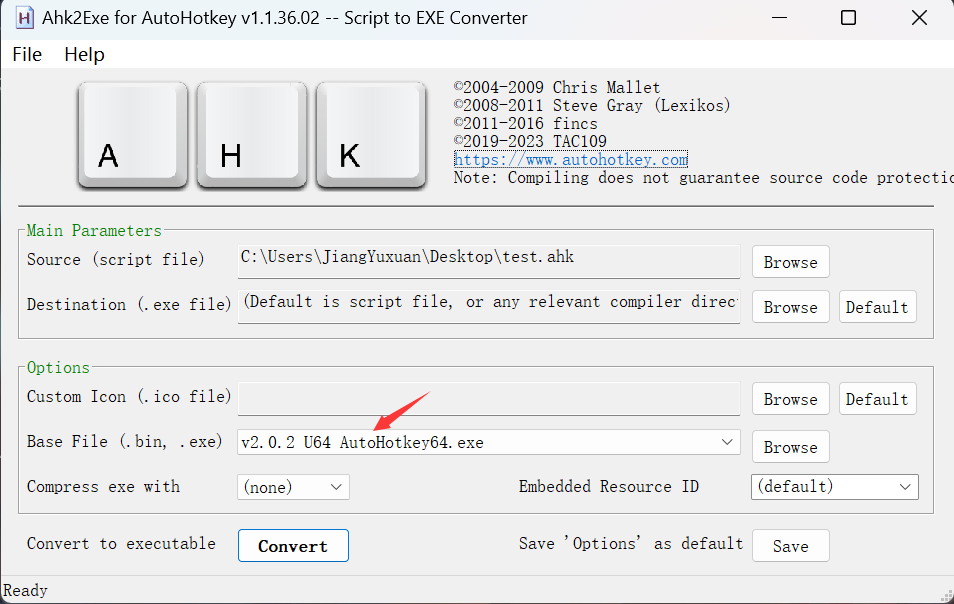 Ahk2Exe for AutoHotkey v1.1.36.02 -- Script to EXE Converter
File Help
A H K
©2004-2009 Chris Mallet
©2008-2011 Steve Gray (Lexikos)
©2011-2016 fincs
©2019-2023 TAC109
https://www.autohotkey.com
Note: Compiling does not guarantee source code protectic
Main Parameters
Source (script file) C:\Users\JiangYuxuan\Desktop\test.ahk Browse
Destination (.exe file) (Default is script file, or any relevant compiler direc Browse Default
Options
Custom Icon (.ico file) Browse Default
Base File (.bin, .exe) v2.0.2 U64 AutoHotkey64.exe Browse
Compress exe with (none) Embedded Resource ID (default)
Convert to executable Convert Save 'Options' as default Save
Ready